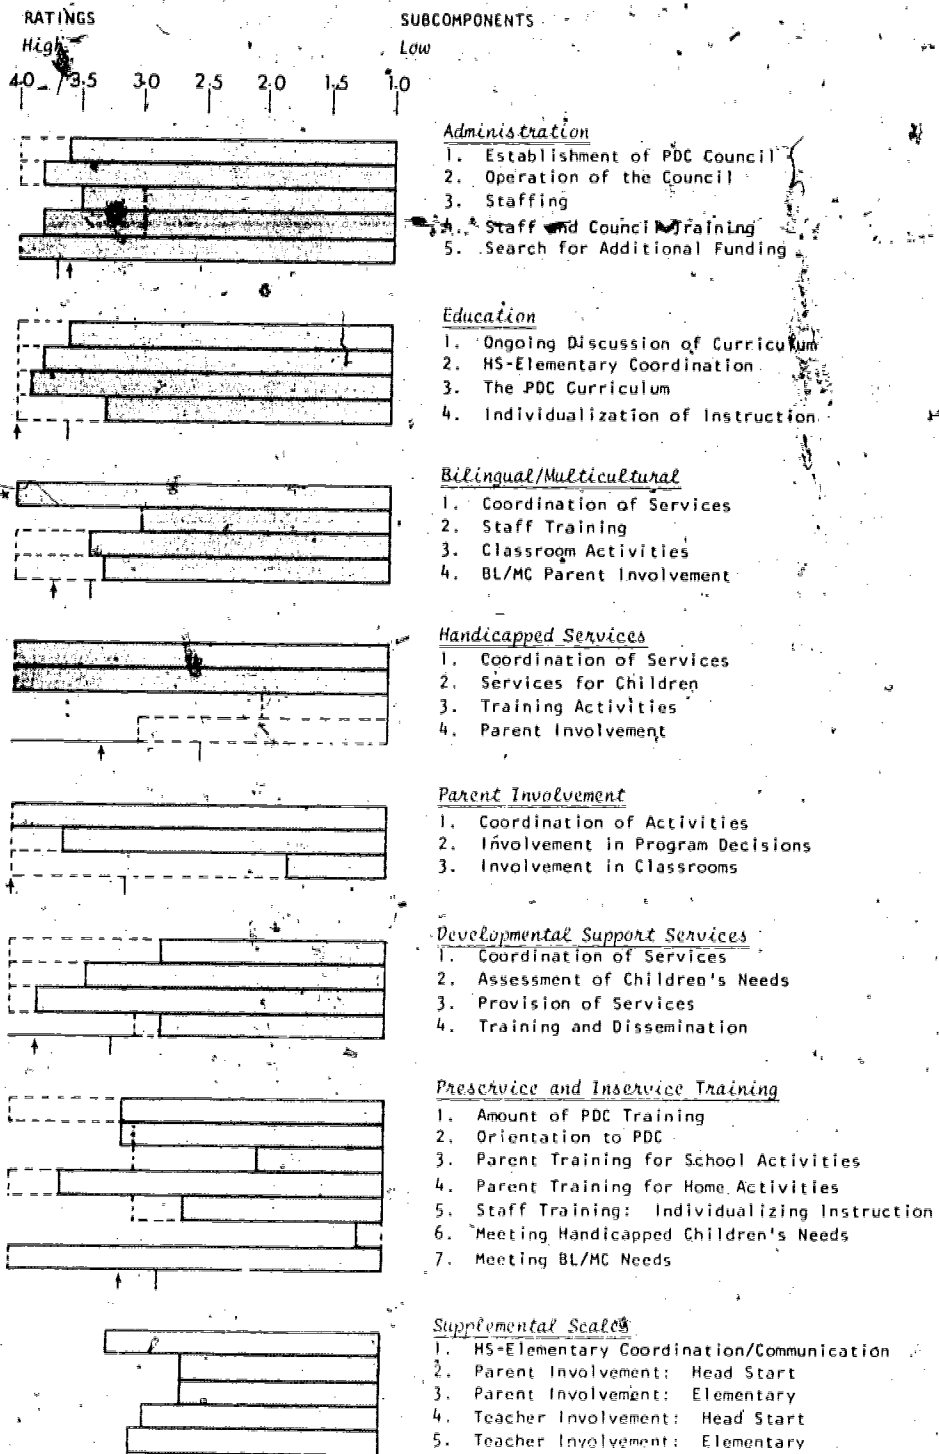 RATINGS SUBCOMPONENTS
High Low
4.0 3.5 3.0 2.5 2.0 1.5 1.0
Administration
1. Establishment of PDC Council
2. Operation of the Council
3. Staffing
4. Staff and Council Training
5. Search for Additional Funding
Education
1. Ongoing Discussion of Curriculum
2. HS-Elementary Coordination
3. The PDC Curriculum
4. Individualization of Instruction
Bilingual/Multicultural
1. Coordination of Services
2. Staff Training
3. Classroom Activities
4. BL/MC Parent Involvement
Handicapped Services
1. Coordination of Services
2. Services for Children
3. Training Activities
4. Parent Involvement
Parent Involvement
1. Coordination of Activities
2. Involvement in Program Decisions
3. Involvement in Classrooms
Developmental Support Services
1. Coordination of Services
2. Assessment of Children's Needs
3. Provision of Services
4. Training and Dissemination
Preservice and Inservice Training
1. Amount of PDC Training
2. Orientation to PDC
3. Parent Training for School Activities
4. Parent Training for Home Activities
5. Staff Training: Individualizing Instruction
6. Meeting Handicapped Children's Needs
7. Meeting BL/MC Needs
Supplemental Scales
1. HS-Elementary Coordination/Communication
2. Parent Involvement: Head Start
3. Parent Involvement: Elementary
4. Teacher Involvement: Head Start
5. Teacher Involvement: Elementary